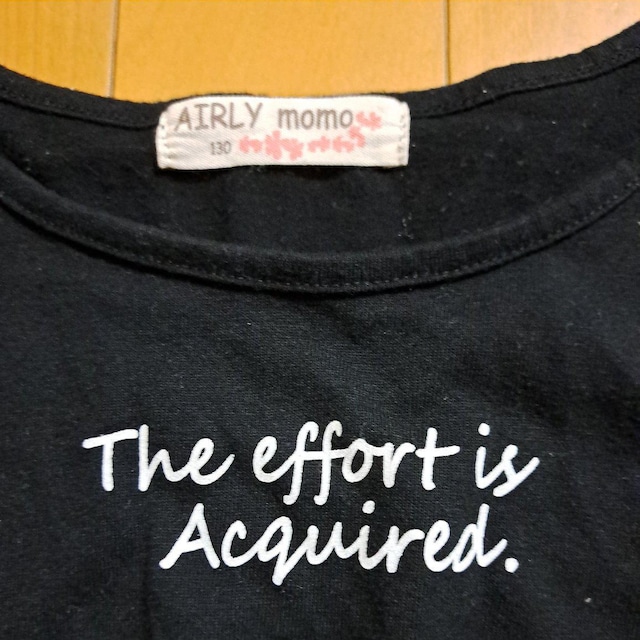 AIRLY momo
130
The effort is
Acquired.